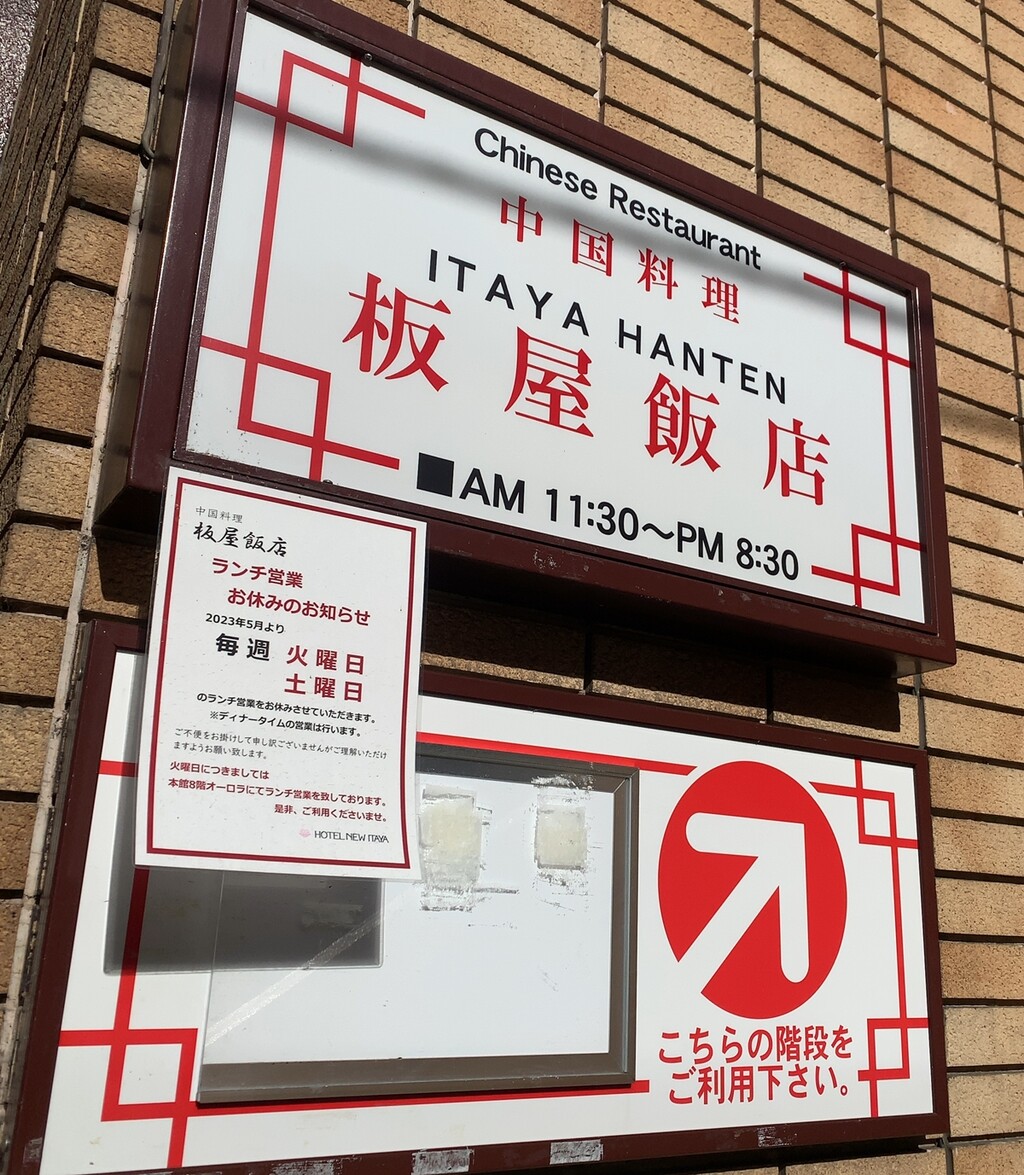 Chinese Restaurant
中国料理
ITAYA HANTEN
板屋飯店
■AM 11:30～PM 8:30
中国料理
板屋飯店
ランチ営業
お休みのお知らせ
2023年5月より
毎週 火曜日
土曜日
のランチ営業をお休みさせていただきます。
※ディナータイムの営業は行います。
ご不便をお掛けして申し訳ございませんがご理解いただけ
ますようお願い致します。
火曜日につきましては
本館8階オーロラにてランチ営業を致しております。
是非、ご利用くださいませ。
HOTEL NEW ITAYA
こちらの階段を
ご利用下さい。